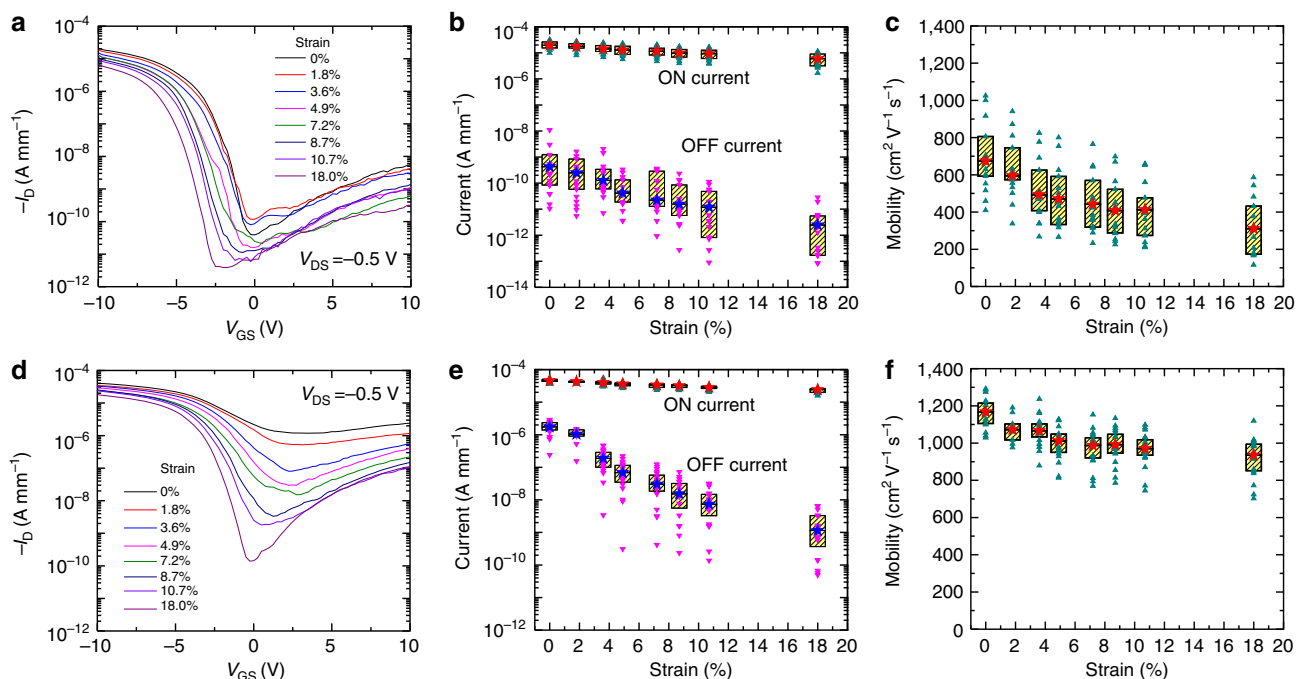 a
10⁻⁴
10⁻⁶
10⁻⁸
10⁻¹⁰
10⁻¹²
−I_D (A mm⁻¹)
Strain
0%
1.8%
3.6%
4.9%
7.2%
8.7%
10.7%
18.0%
V_DS =−0.5 V
−10 −5 0 5 10
V_GS (V)
b
10⁻⁴
10⁻⁶
10⁻⁸
10⁻¹⁰
10⁻¹²
10⁻¹⁴
Current (A mm⁻¹)
ON current
OFF current
0 2 4 6 8 10 12 14 16 18 20
Strain (%)
c
1,400
1,200
1,000
800
600
400
200
0
Mobility (cm² V⁻¹ s⁻¹)
0 2 4 6 8 10 12 14 16 18 20
Strain (%)
d
10⁻⁴
10⁻⁶
10⁻⁸
10⁻¹⁰
10⁻¹²
−I_D (A mm⁻¹)
V_DS =−0.5 V
Strain
0%
1.8%
3.6%
4.9%
7.2%
8.7%
10.7%
18.0%
−10 −5 0 5 10
V_GS (V)
e
10⁻⁴
10⁻⁶
10⁻⁸
10⁻¹⁰
10⁻¹²
Current (A mm⁻¹)
ON current
OFF current
0 2 4 6 8 10 12 14 16 18 20
Strain (%)
f
1,400
1,200
1,000
800
600
400
200
0
Mobility (cm² V⁻¹ s⁻¹)
0 2 4 6 8 10 12 14 16 18 20
Strain (%)